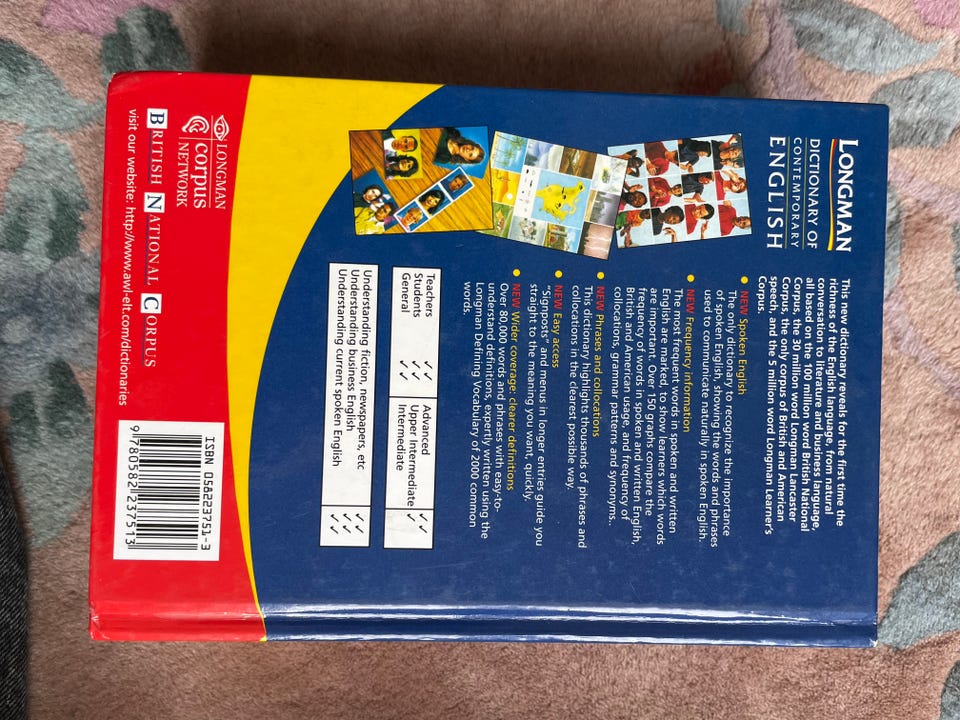 LONGMAN
DICTIONARY OF
CONTEMPORARY
ENGLISH
This new dictionary reveals for the first time the
richness of the English language, from natural
conversation to literature and business language,
all based on the 100 million word British National
Corpus, the 30 million word Longman Lancaster
Corpus, the only corpus of British and American
speech, and the 5 million word Longman Learner's
Corpus.
● NEW Spoken English
The only dictionary to recognize the importance
of spoken English, showing the words and phrases
used to communicate naturally in spoken English.
● NEW Frequency information
The most frequent words in spoken and written
English are marked, to show learners which words
are important. Over 150 graphs compare the
frequency of words in spoken and written English,
British and American usage, and frequency of
collocations, grammar patterns and synonyms.
● NEW Phrases and collocations
This dictionary highlights thousands of phrases and
collocations in the clearest possible way.
● NEW Easy access
"Signposts" and menus in longer entries guide you
straight to the meaning you want, quickly.
● NEW Wider coverage: clearer definitions
Over 80,000 words and phrases with easy-to-
understand definitions, expertly written using the
Longman Defining Vocabulary of 2000 common
words.
Teachers ✓✓ Advanced ✓✓
Students ✓✓ Upper Intermediate ✓✓
General ✓✓ Intermediate ✓
Understanding fiction, newspapers, etc ✓✓
Understanding business English ✓✓
Understanding current spoken English ✓✓
LONGMAN
corpus
NETWORK
BRITISH NATIONAL CORPUS
visit our website: http://www.awl-elt.com/dictionaries
ISBN 0-582-23751-3
9 780582 237513